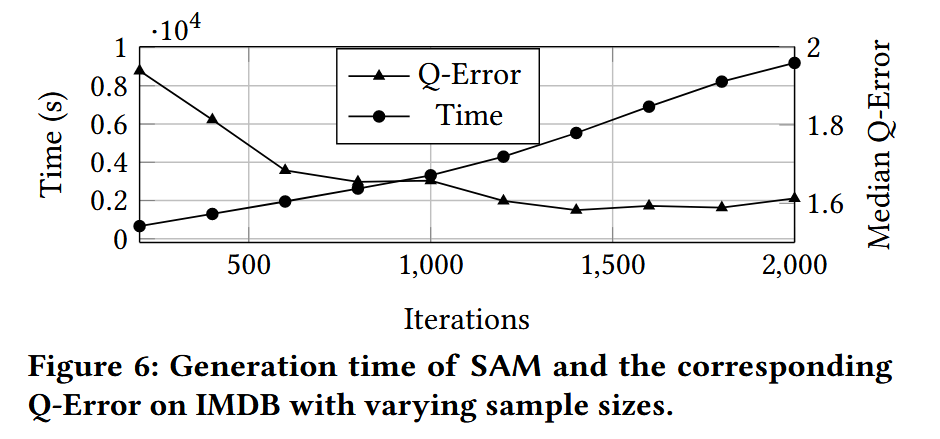 ·10⁴
1
0.8
0.6
0.4
0.2
0
Time (s)
Q-Error
Time
2
1.8
1.6
Median Q-Error
500
1,000
1,500
2,000
Iterations
Figure 6: Generation time of SAM and the corresponding
Q-Error on IMDB with varying sample sizes.